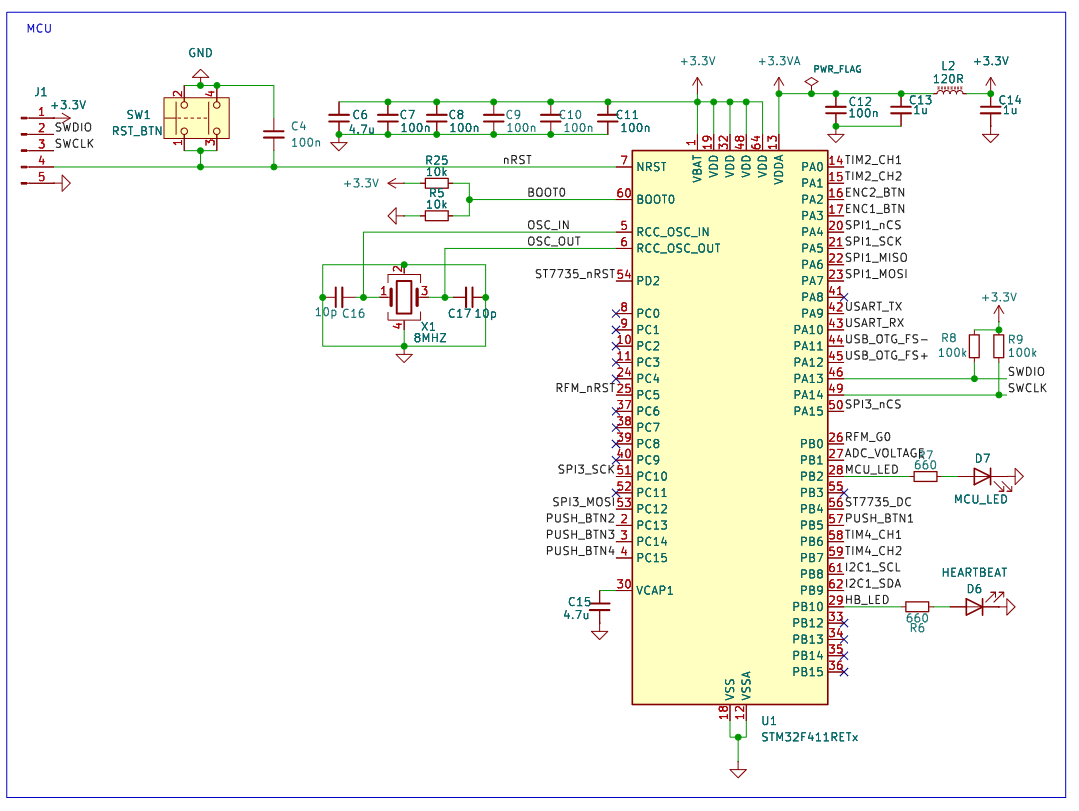 MCU
GND
J1
1
+3.3V
2
SWDIO
3
SWCLK
4
5
SW1
RST_BTN
2
4
1
3
C4
100n
C6
4.7u
C7
100n
C8
100n
C9
100n
C10
100n
C11
100n
+3.3V
+3.3VA
PWR_FLAG
L2
120R
+3.3V
C12
100n
C13
1u
C14
1u
nRST
R25
10k
+3.3V
R5
10k
BOOT0
OSC_IN
OSC_OUT
ST7735_nRST
2
1
3
4
10p
C16
C17
10p
X1
8MHZ
RFM_nRST
SPI3_SCK
SPI3_MOSI
PUSH_BTN2
PUSH_BTN3
PUSH_BTN4
C15
4.7u
1
19
32
48
64
13
VBAT
VDD
VDD
VDD
VDD
VDDA
7 NRST
60 BOOT0
5 RCC_OSC_IN
6 RCC_OSC_OUT
54 PD2
8 PC0
9 PC1
10 PC2
11 PC3
24 PC4
25 PC5
37 PC6
38 PC7
39 PC8
40 PC9
51 PC10
52 PC11
53 PC12
2 PC13
3 PC14
4 PC15
30 VCAP1
PA0 14 TIM2_CH1
PA1 15 TIM2_CH2
PA2 16 ENC2_BTN
PA3 17 ENC1_BTN
PA4 20 SPI1_nCS
PA5 21 SPI1_SCK
PA6 22 SPI1_MISO
PA7 23 SPI1_MOSI
PA8 41
PA9 42 USART_TX
PA10 43 USART_RX
PA11 44 USB_OTG_FS-
PA12 45 USB_OTG_FS+
PA13 46
PA14 49
PA15 50 SPI3_nCS
PB0 26 RFM_G0
PB1 27 ADC_VOLTAGE
PB2 28 MCU_LED
PB3 55
PB4 56 ST7735_DC
PB5 57 PUSH_BTN1
PB6 58 TIM4_CH1
PB7 59 TIM4_CH2
PB8 61 I2C1_SCL
PB9 62 I2C1_SDA
PB10 29 HB_LED
PB12 33
PB13 34
PB14 35
PB15 36
+3.3V
R8
100k
R9
100k
SWDIO
SWCLK
R7
660
D7
MCU_LED
HEARTBEAT
D6
660
R6
VSS
VSSA
18
12
U1
STM32F411RETx